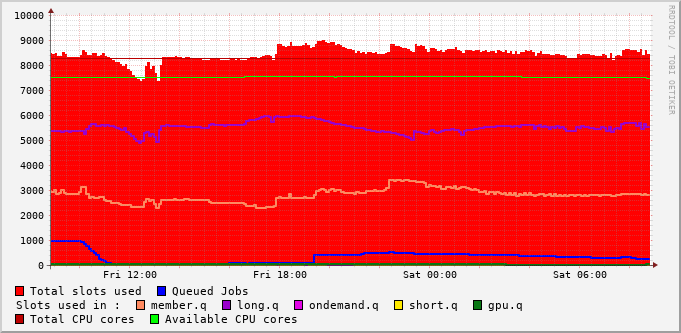 10000
9000
8000
7000
6000
5000
4000
3000
2000
1000
0
Fri 12:00 Fri 18:00 Sat 00:00 Sat 06:00
RRDTOOL / TOBI OETIKER
Total slots used Queued Jobs
Slots used in : member.q long.q ondemand.q short.q gpu.q
Total CPU cores Available CPU cores